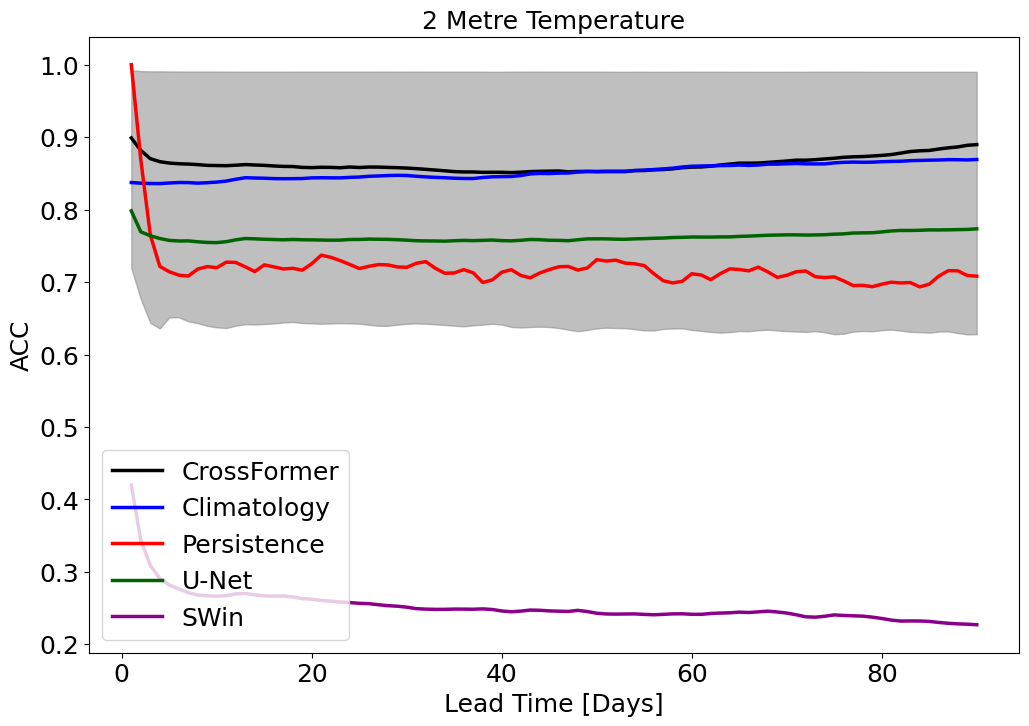 2 Metre Temperature
ACC
1.0
0.9
0.8
0.7
0.6
0.5
0.4
0.3
0.2
CrossFormer
Climatology
Persistence
U-Net
SWin
0 20 40 60 80
Lead Time [Days]